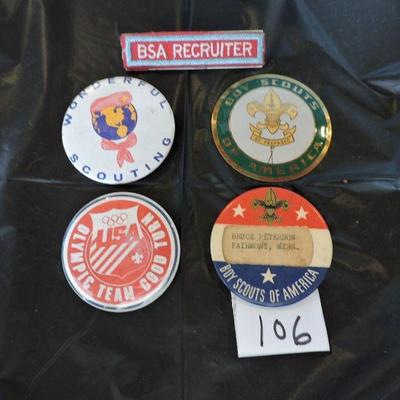 BSA RECRUITER
WONDERFUL
SCOUTING
BOY SCOUTS
OF AMERICA
BE PREPARED
USA
OLYMPIC TEAM GOOD TURN
BRUCE PETERSON
FAIRMONT, MINN.
BOY SCOUTS OF AMERICA
106